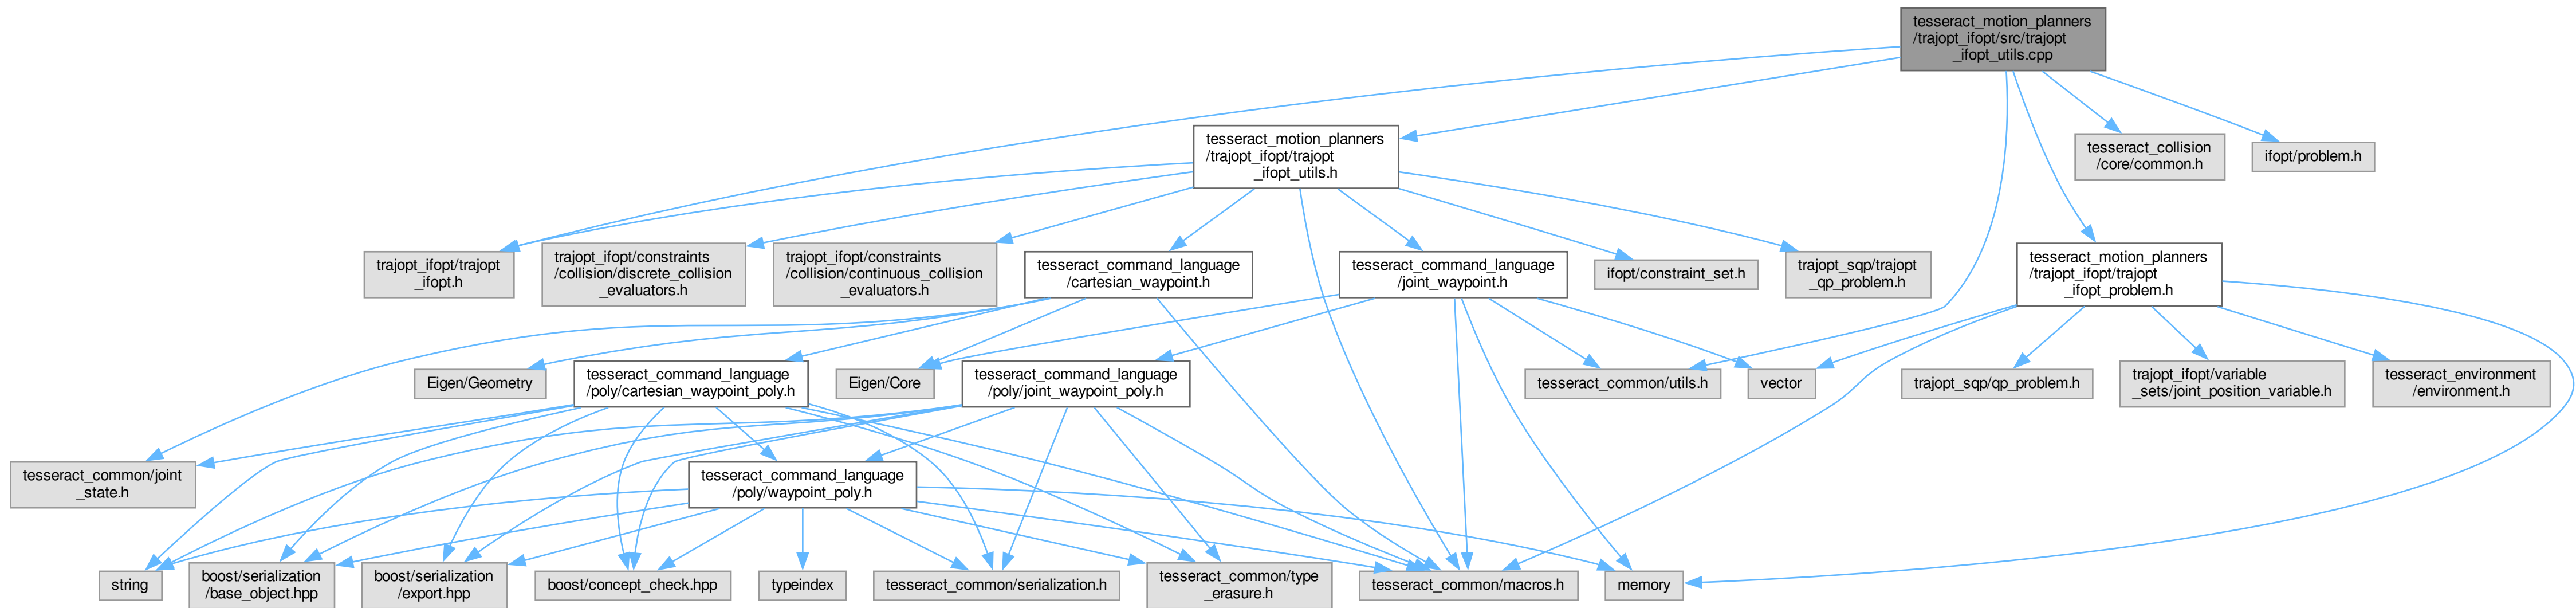 tesseract_motion_planners
/trajopt_ifopt/src/trajopt
_ifopt_utils.cpp
tesseract_motion_planners
/trajopt_ifopt/trajopt
_ifopt_utils.h
tesseract_collision
/core/common.h
ifopt/problem.h
trajopt_ifopt/trajopt
_ifopt.h
trajopt_ifopt/constraints
/collision/discrete_collision
_evaluators.h
trajopt_ifopt/constraints
/collision/continuous_collision
_evaluators.h
tesseract_command_language
/cartesian_waypoint.h
tesseract_command_language
/joint_waypoint.h
ifopt/constraint_set.h
trajopt_sqp/trajopt
_qp_problem.h
tesseract_motion_planners
/trajopt_ifopt/trajopt
_ifopt_problem.h
Eigen/Geometry
tesseract_command_language
/poly/cartesian_waypoint_poly.h
Eigen/Core
tesseract_command_language
/poly/joint_waypoint_poly.h
tesseract_common/utils.h
vector
trajopt_sqp/qp_problem.h
trajopt_ifopt/variable
_sets/joint_position_variable.h
tesseract_environment
/environment.h
tesseract_common/joint
_state.h
tesseract_command_language
/poly/waypoint_poly.h
string
boost/serialization
/base_object.hpp
boost/serialization
/export.hpp
boost/concept_check.hpp
typeindex
tesseract_common/serialization.h
tesseract_common/type
_erasure.h
tesseract_common/macros.h
memory